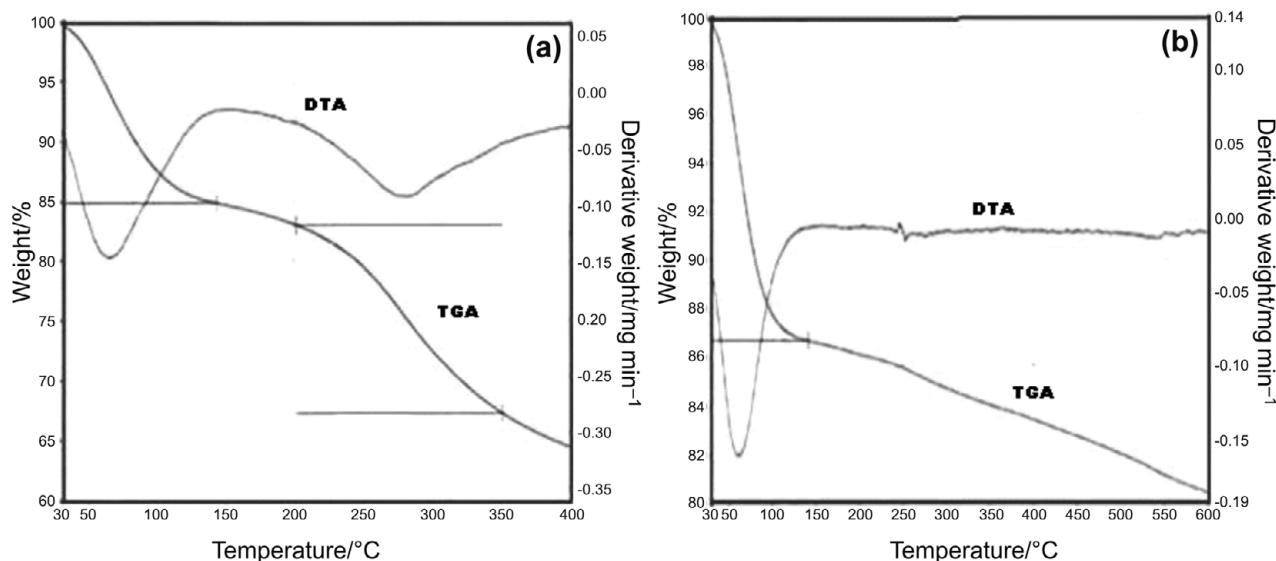 (a)
DTA
TGA
Weight/%
100
95
90
85
80
75
70
65
60
30 50 100 150 200 250 300 350 400
Temperature/°C
0.05
0.00
-0.05
-0.10
-0.15
0.20
-0.25
-0.30
-0.35
Derivative weight/mg min⁻¹
(b)
DTA
TGA
Weight/%
100
98
96
94
92
90
88
86
84
82
80
30 50 100 150 200 250 300 350 400 450 500 550 600
Temperature/°C
0.14
0.10
0.05
0.00
-0.05
-0.10
-0.15
-0.19
Derivative weight/mg min⁻¹